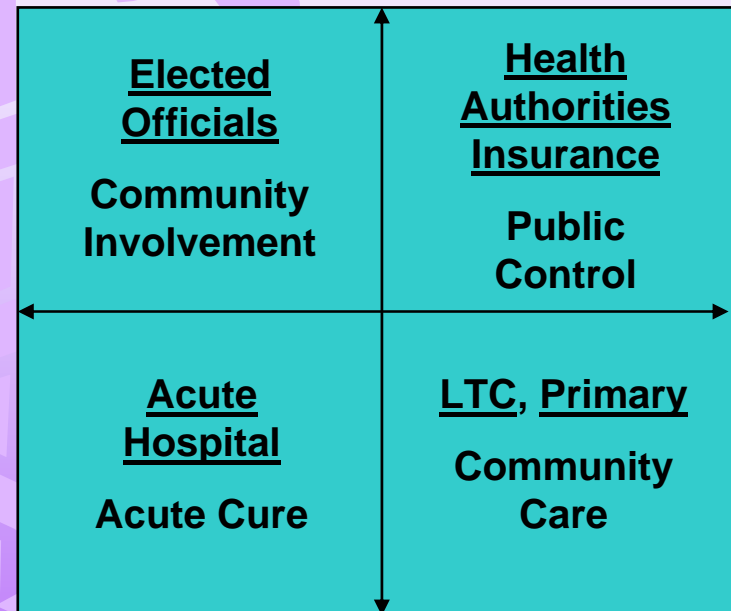 Elected
Officials
Community
Involvement
Health
Authorities
Insurance
Public
Control
Acute
Hospital
Acute Cure
LTC, Primary
Community
Care